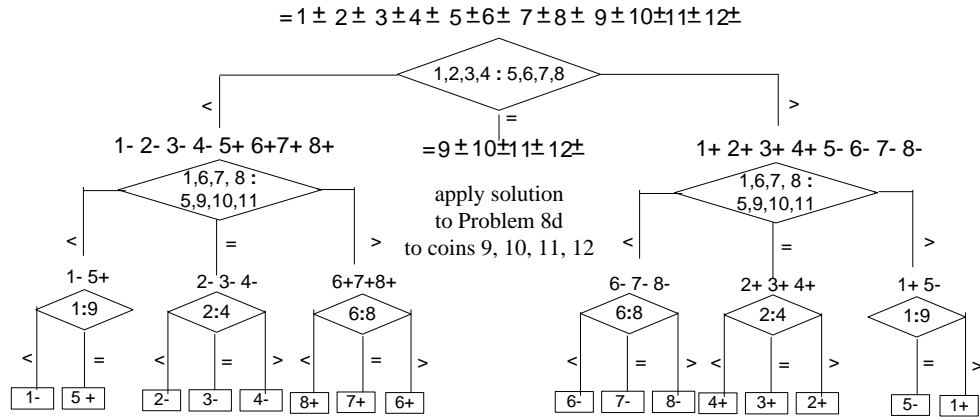 = 1 ± 2 ± 3 ± 4 ± 5 ± 6 ± 7 ± 8 ± 9 ± 10 ± 11 ± 12 ±
1,2,3,4 : 5,6,7,8
< = >
1- 2- 3- 4- 5+ 6+7+ 8+
= 9 ± 10 ± 11 ± 12 ±
1+ 2+ 3+ 4+ 5- 6- 7- 8-
1,6,7, 8 :
5,9,10,11
apply solution
to Problem 8d
to coins 9, 10, 11, 12
1,6,7, 8 :
5,9,10,11
< = > < = >
1- 5+ 2- 3- 4- 6+7+8+ 6- 7- 8- 2+ 3+ 4+ 1+ 5-
1:9 2:4 6:8 6:8 2:4 1:9
< = < = > < = > < = > < = > = >
1- 5 + 2- 3- 4- 8+ 7+ 6+ 6- 7- 8- 4+ 3+ 2+ 5- 1+